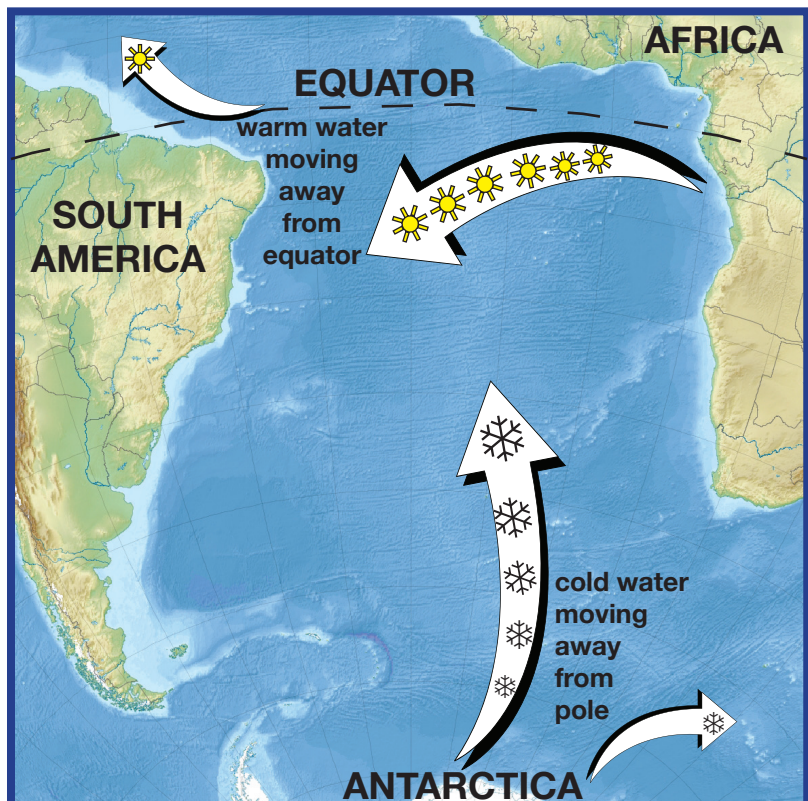 AFRICA
EQUATOR
warm water
moving
away
from
equator
SOUTH
AMERICA
cold water
moving
away
from
pole
ANTARCTICA